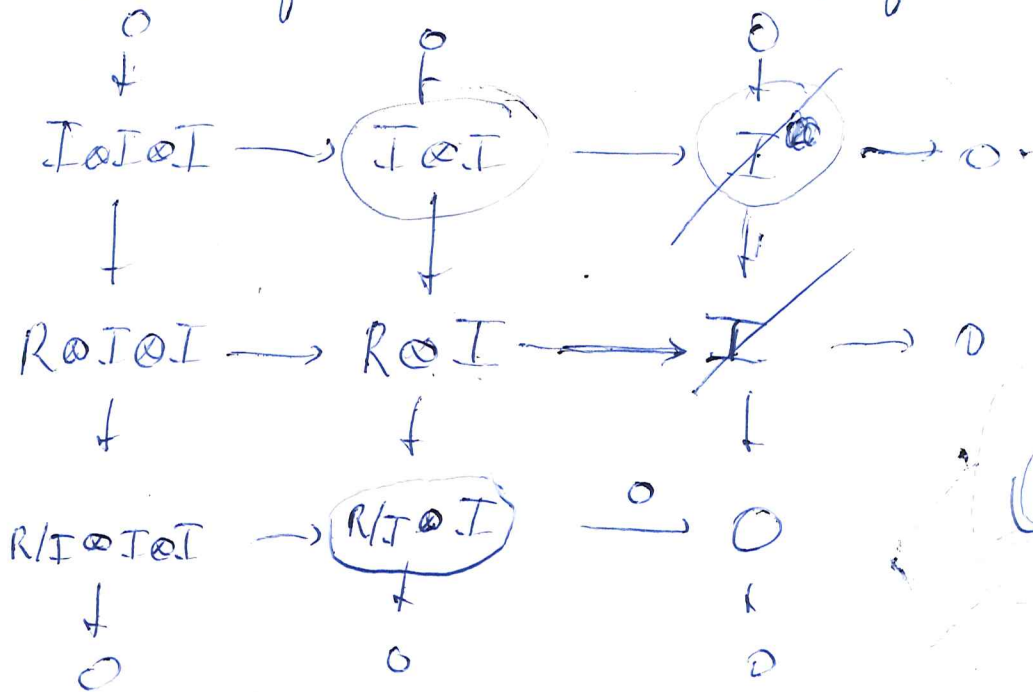 0 0 0
I⊗I⊗I → I⊗I → I → 0
R⊗I⊗I → R⊗I → I → 0
R/I⊗I⊗I → R/I⊗I →0 0
0 0 0